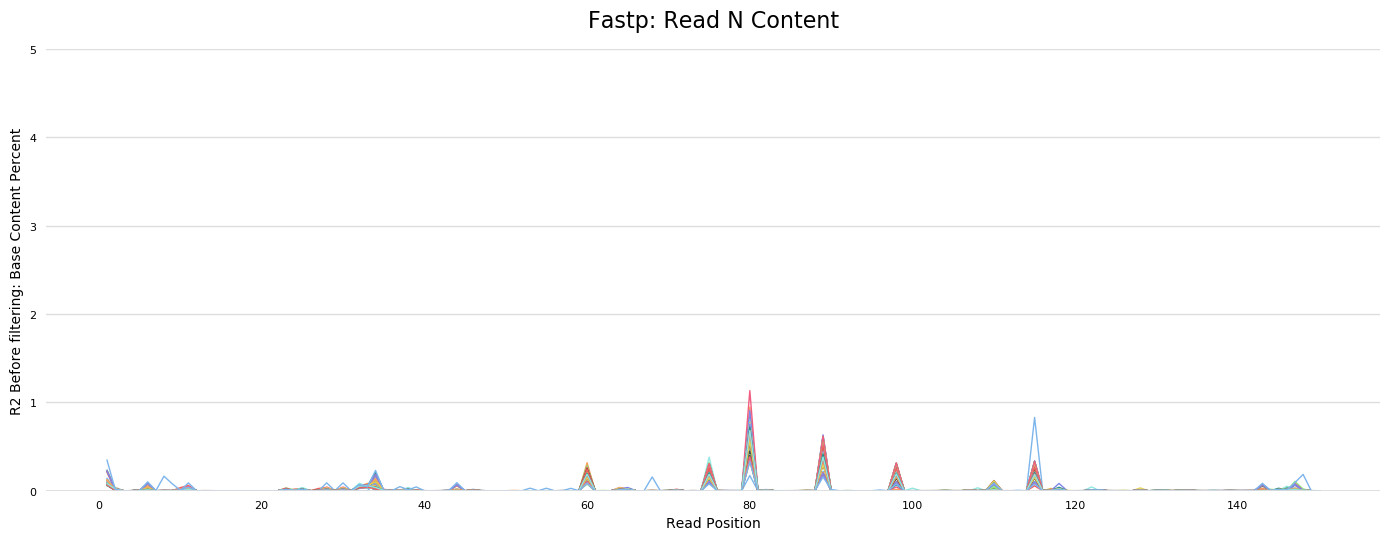 Fastp: Read N Content
R2 Before filtering: Base Content Percent
5
4
3
2
1
0
0 20 40 60 80 100 120 140
Read Position